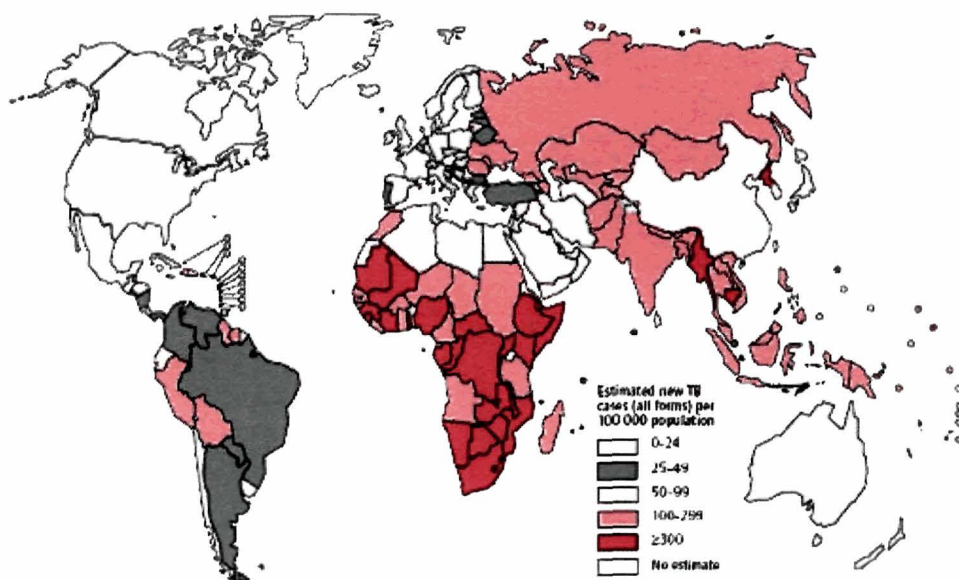 Estimated new TB
cases (all forms) per
100 000 population
0-24
25-49
50-99
100-299
≥300
No estimate